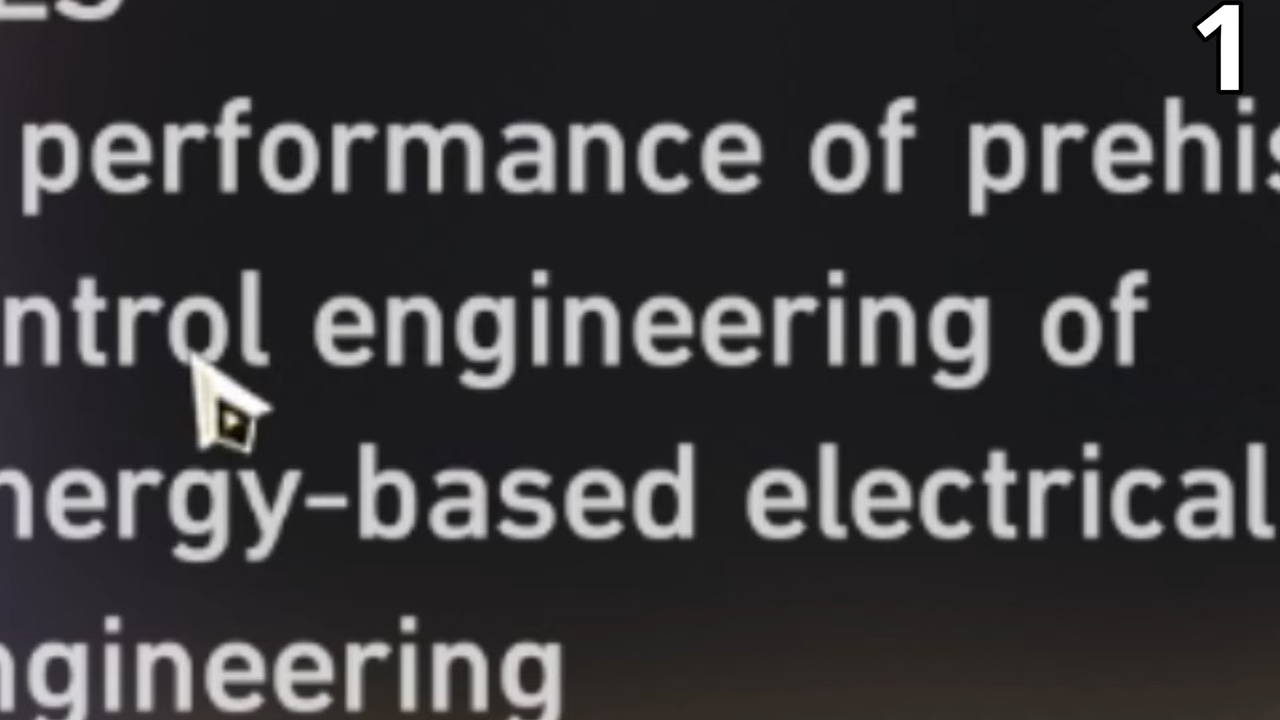 1
performance of prehis
ntrol engineering of
nergy-based electrical
ngineering